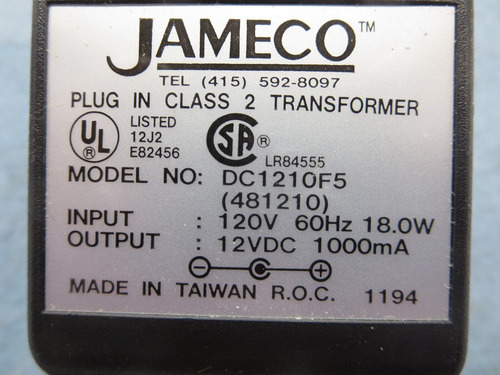 JAMECO™
TEL (415) 592-8097
PLUG IN CLASS 2 TRANSFORMER
UL ® LISTED 12J2 E82456
CSA ® LR84555
MODEL NO: DC1210F5
(481210)
INPUT : 120V 60Hz 18.0W
OUTPUT : 12VDC 1000mA
MADE IN TAIWAN R.O.C. 1194